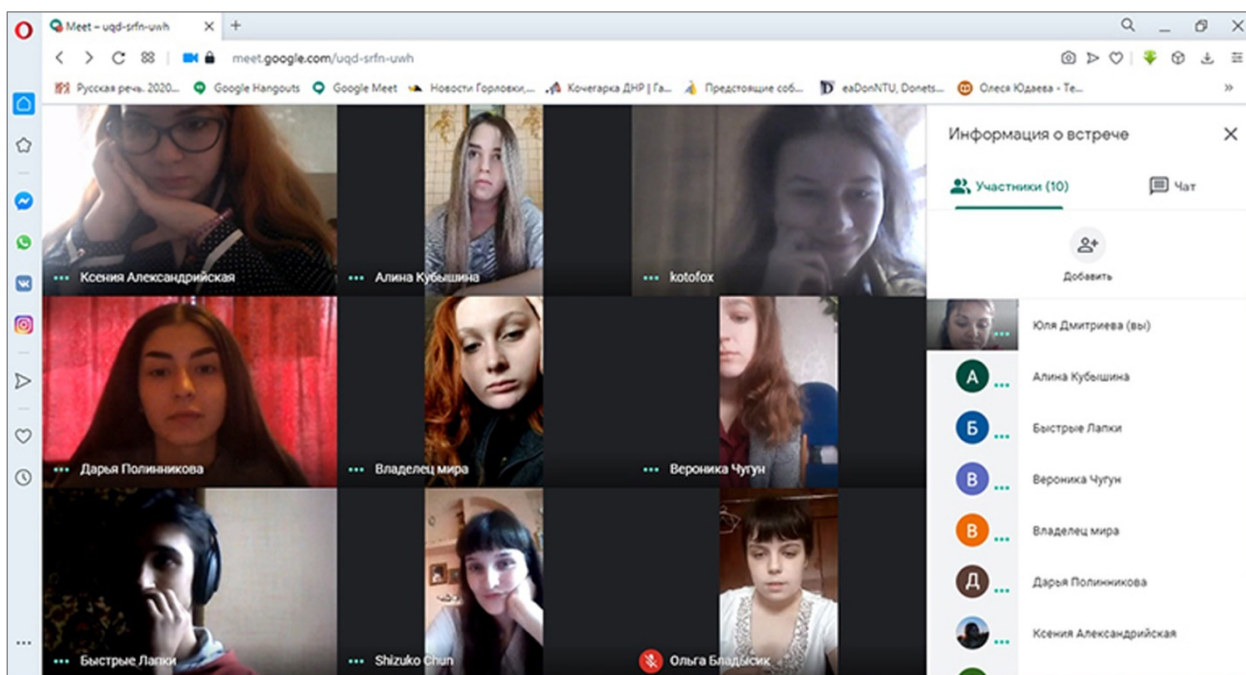 Meet – uqd-srfn-uwh
meet.google.com/uqd-srfn-uwh
Русская речь. 2020... Google Hangouts Google Meet Новости Горловки,... Кочегарка ДНР | Га... Предстоящие соб... eaDonNTU, Donets... Олеся Юдаева - Те... »
Информация о встрече
Участники (10) Чат
Добавить
Ксения Александрийская
Алина Кубышина
kotofox
Дарья Полинникова
Владелец мира
Вероника Чугун
Быстрые Лапки
Shizuko Chun
Ольга Бладысик
Юля Дмитриева (вы)
А Алина Кубышина
Б Быстрые Лапки
В Вероника Чугун
В Владелец мира
Д Дарья Полинникова
Ксения Александрийская